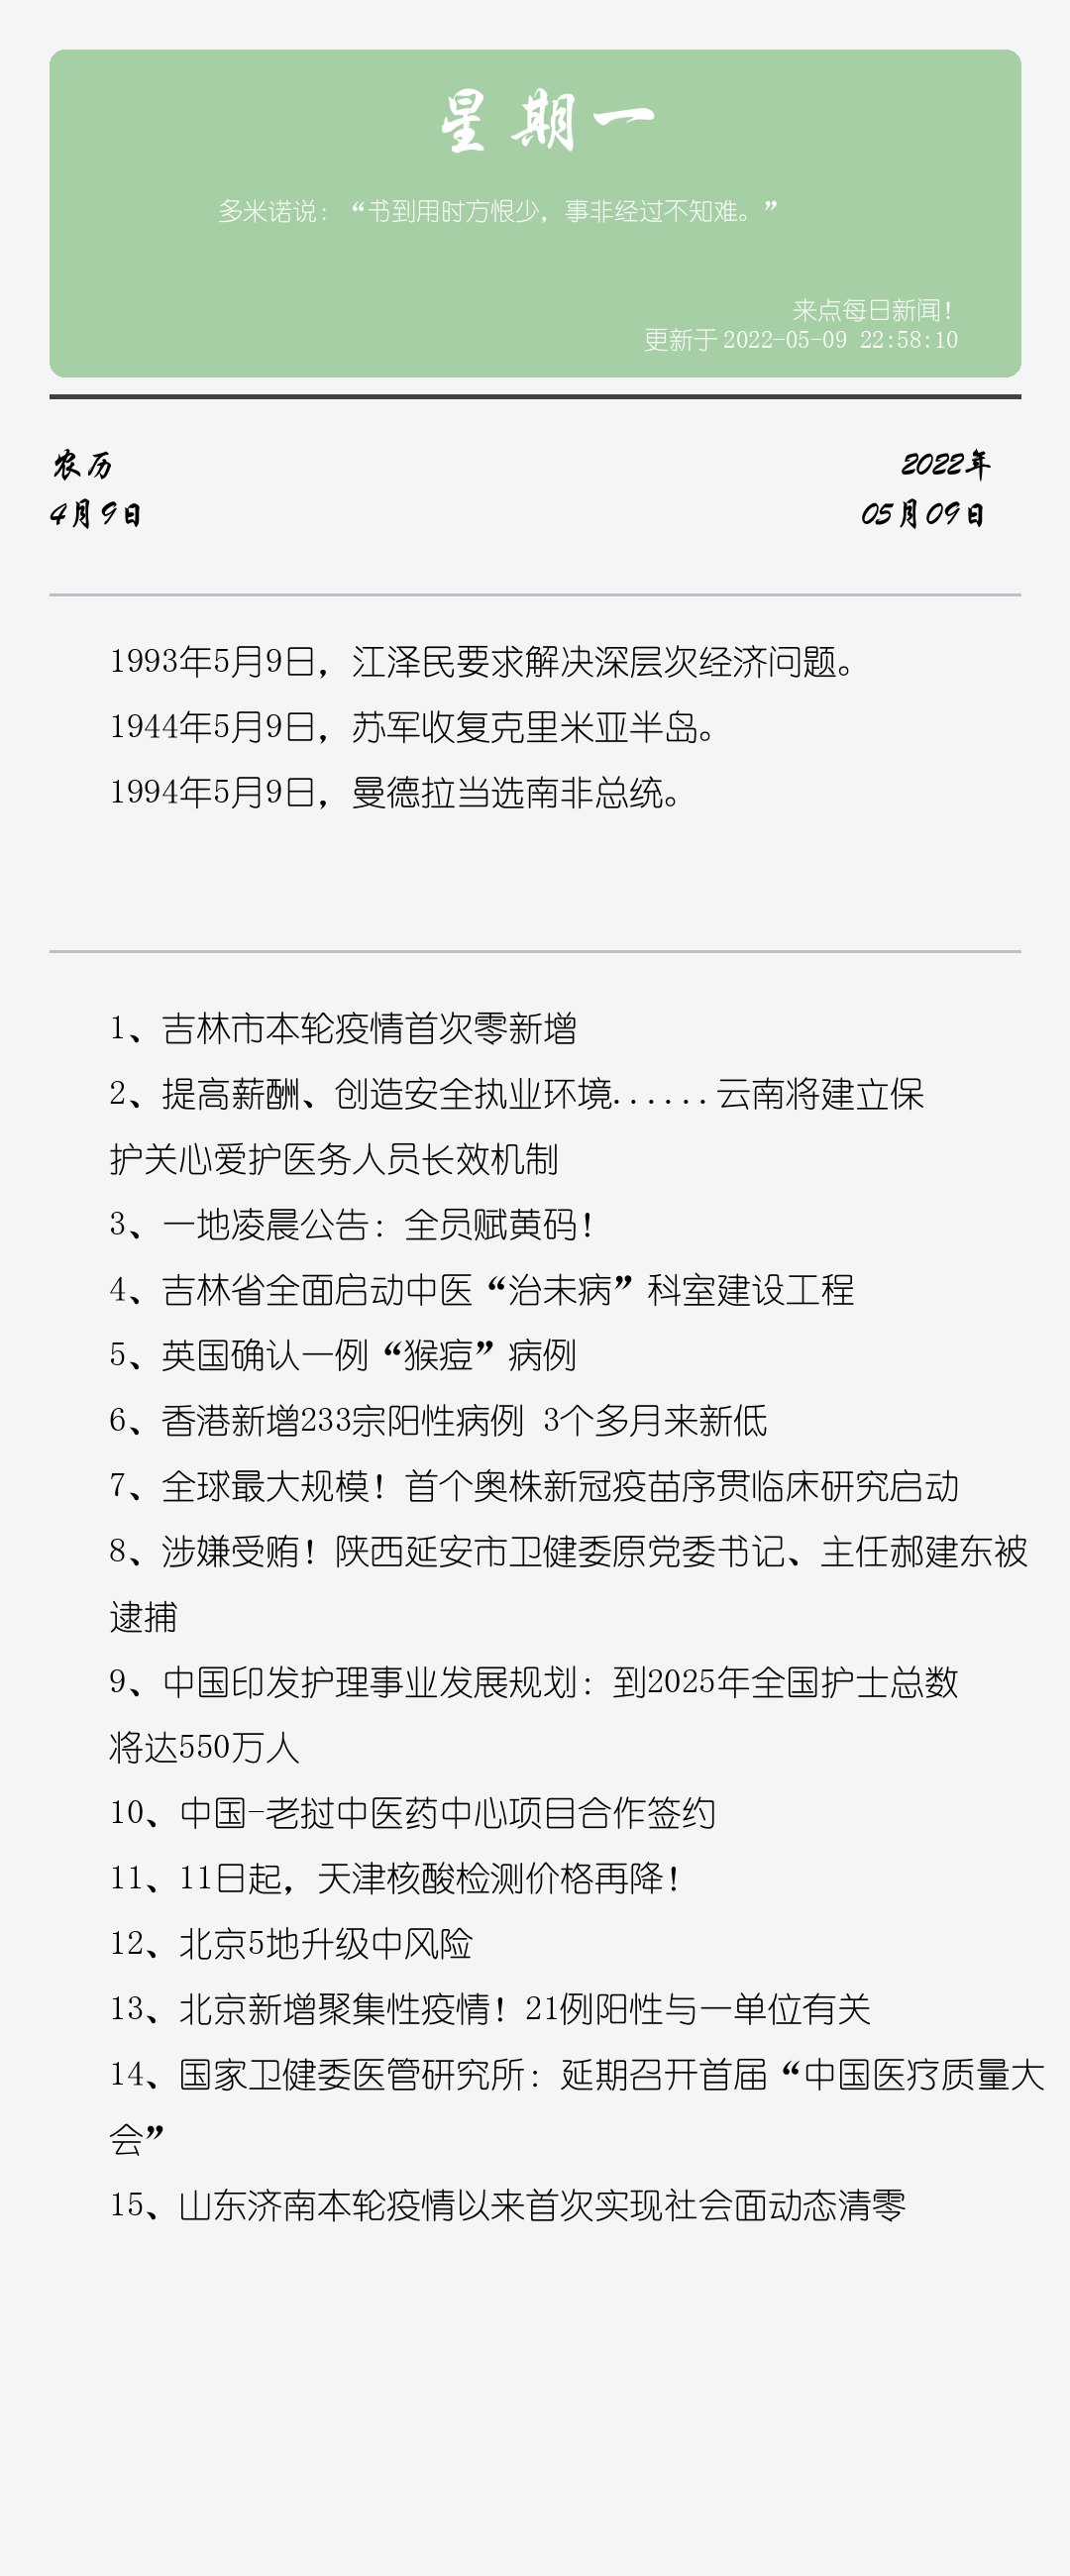 星期一
多米诺说：“书到用时方恨少，事非经过不知难。”
来点每日新闻！
更新于 2022-05-09 22:58:10
农历
2022年
4月9日
05月09日
1993年5月9日，江泽民要求解决深层次经济问题。
1944年5月9日，苏军收复克里米亚半岛。
1994年5月9日，曼德拉当选南非总统。
1、吉林市本轮疫情首次零新增
2、提高薪酬、创造安全执业环境......云南将建立保
护关心爱护医务人员长效机制
3、一地凌晨公告：全员赋黄码！
4、吉林省全面启动中医“治未病”科室建设工程
5、英国确认一例“猴痘”病例
6、香港新增233宗阳性病例 3个多月来新低
7、全球最大规模！首个奥株新冠疫苗序贯临床研究启动
8、涉嫌受贿！陕西延安市卫健委原党委书记、主任郝建东被
逮捕
9、中国印发护理事业发展规划：到2025年全国护士总数
将达550万人
10、中国-老挝中医药中心项目合作签约
11、11日起，天津核酸检测价格再降！
12、北京5地升级中风险
13、北京新增聚集性疫情！21例阳性与一单位有关
14、国家卫健委医管研究所：延期召开首届“中国医疗质量大
会”
15、山东济南本轮疫情以来首次实现社会面动态清零